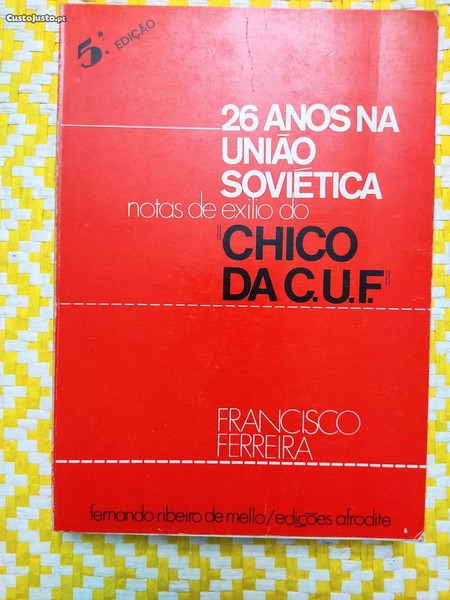 CustoJusto.pt
5.ª EDIÇÃO
26 ANOS NA
UNIÃO
SOVIÉTICA
notas de exílio do
"CHICO
DA C.U.F."
FRANCISCO
FERREIRA
fernando ribeiro de mello/edições afrodite